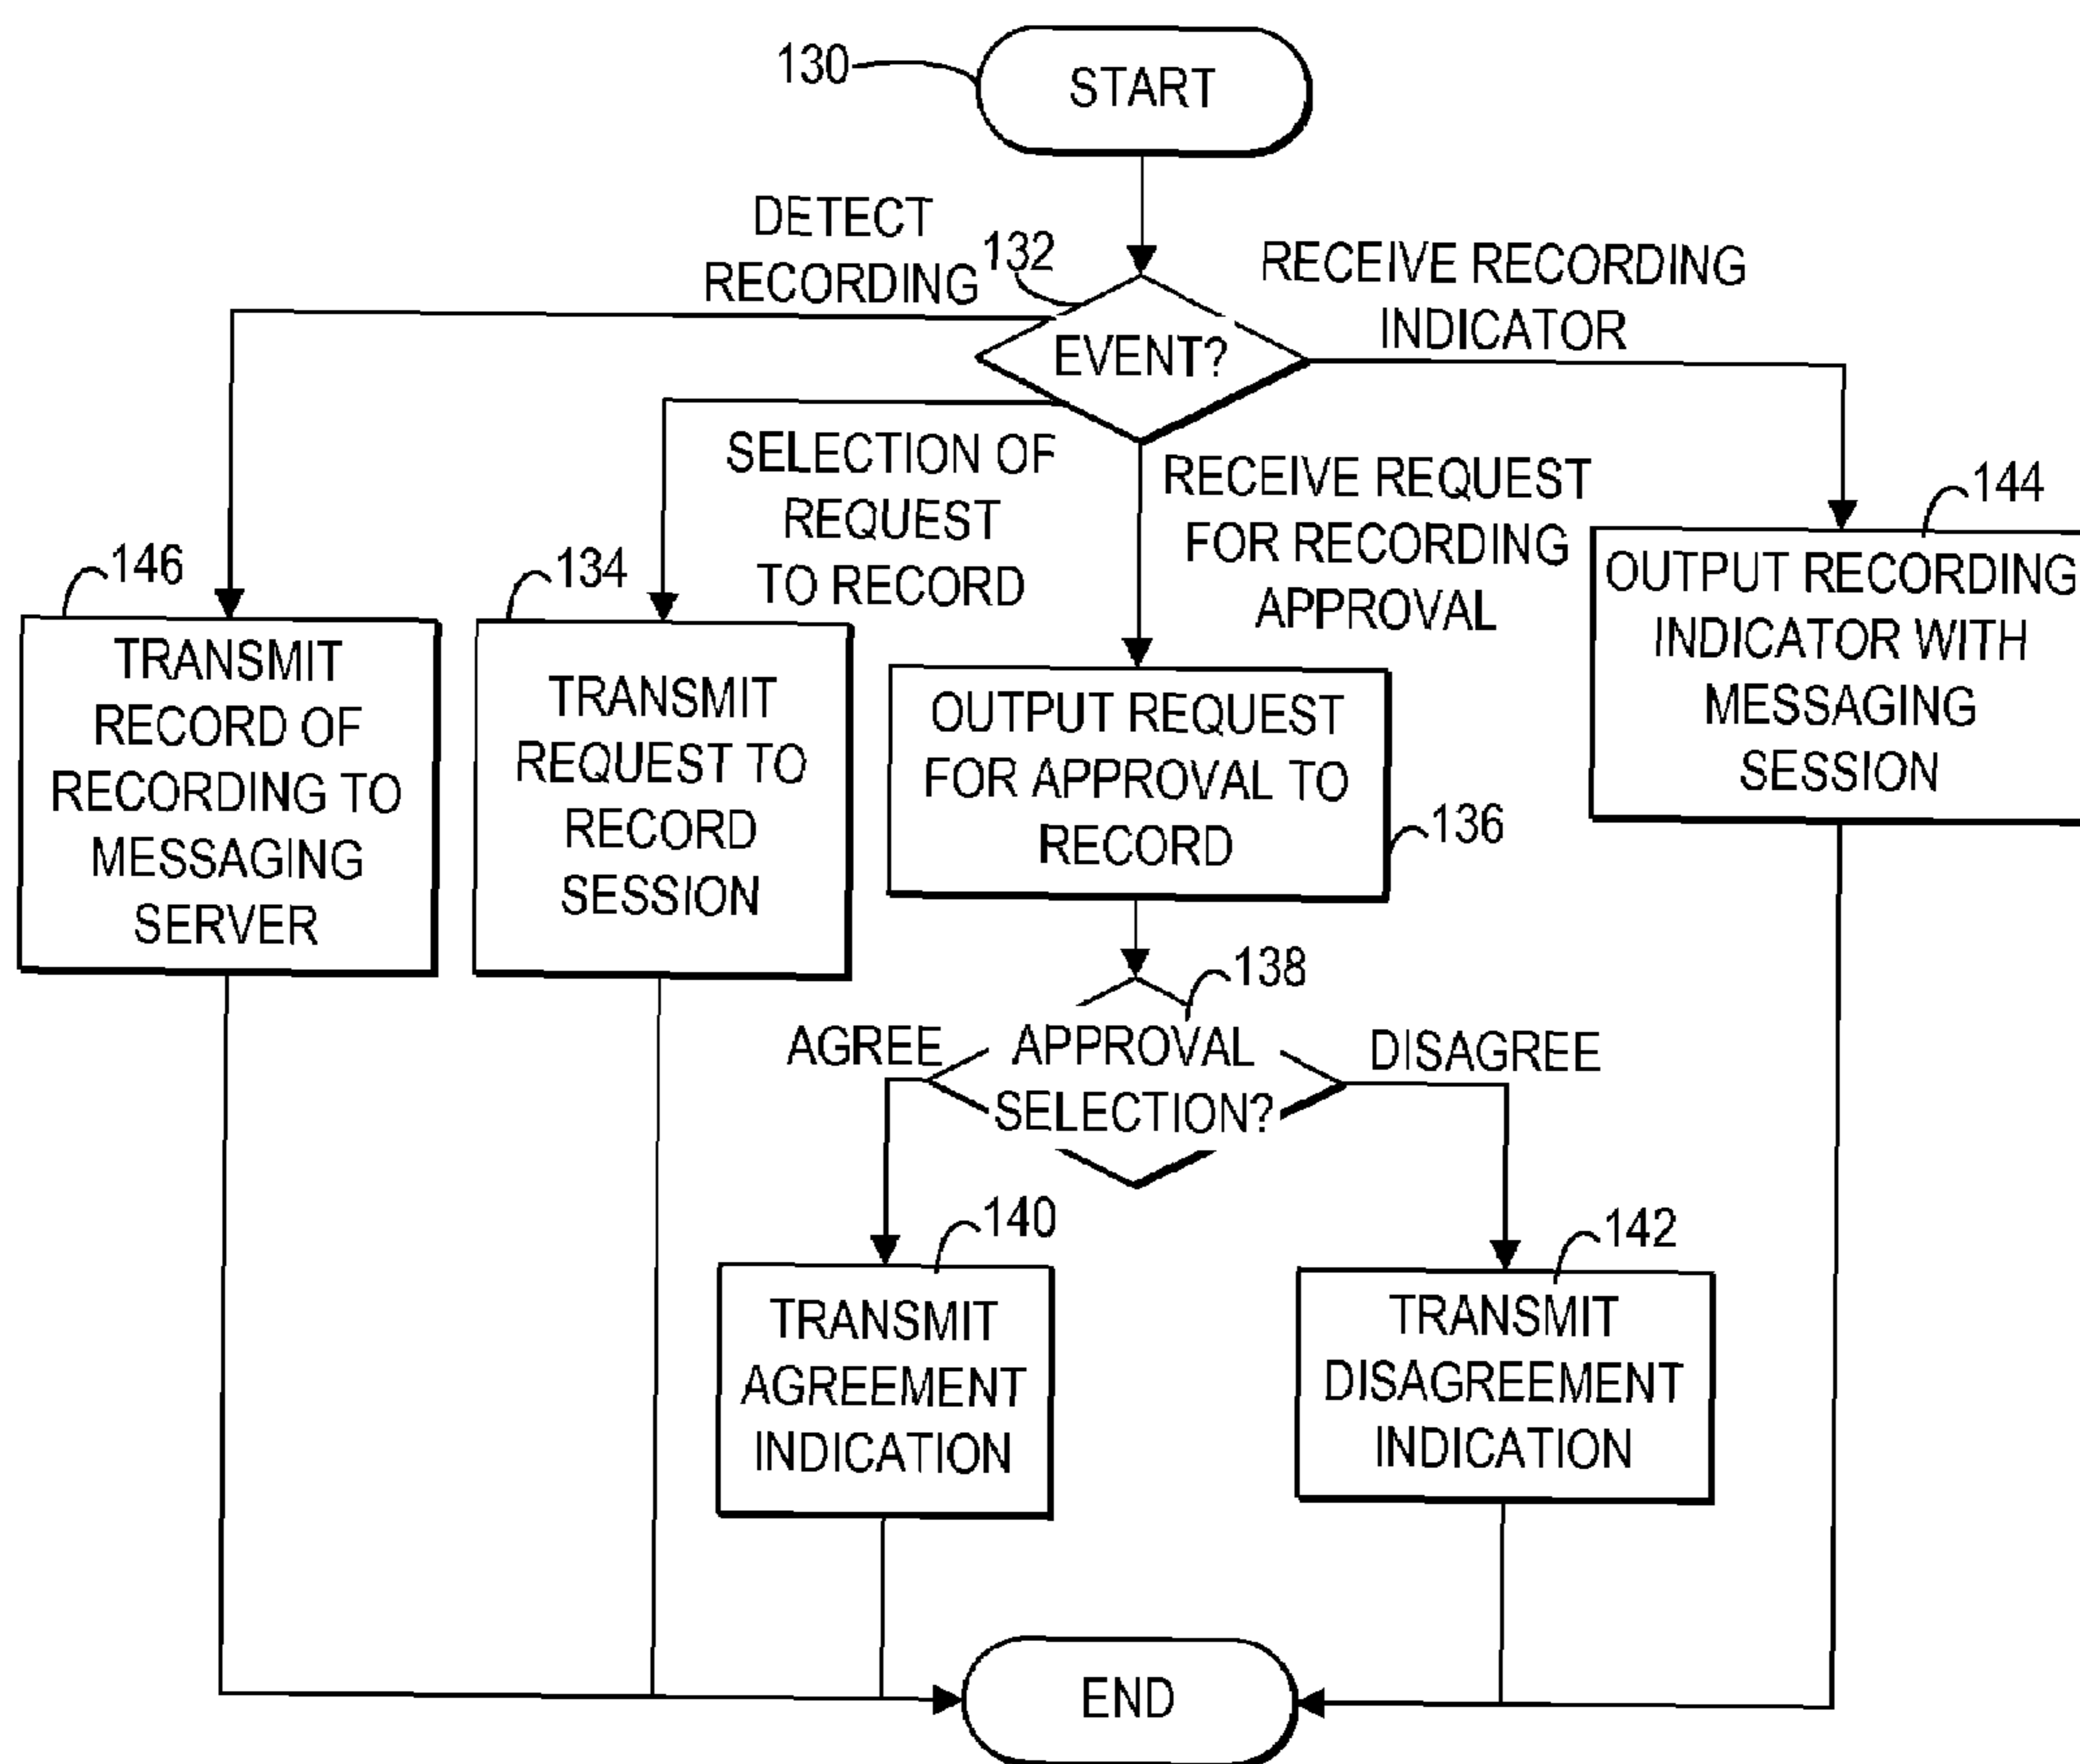 130
START
DETECT
RECORDING
132
RECEIVE RECORDING
INDICATOR
EVENT?
SELECTION OF
REQUEST
TO RECORD
RECEIVE REQUEST
FOR RECORDING
APPROVAL
146
TRANSMIT
RECORD OF
RECORDING TO
MESSAGING
SERVER
134
TRANSMIT
REQUEST TO
RECORD
SESSION
OUTPUT REQUEST
FOR APPROVAL TO
RECORD
136
144
OUTPUT RECORDING
INDICATOR WITH
MESSAGING
SESSION
138
AGREE
APPROVAL
SELECTION?
DISAGREE
140
TRANSMIT
AGREEMENT
INDICATION
142
TRANSMIT
DISAGREEMENT
INDICATION
END